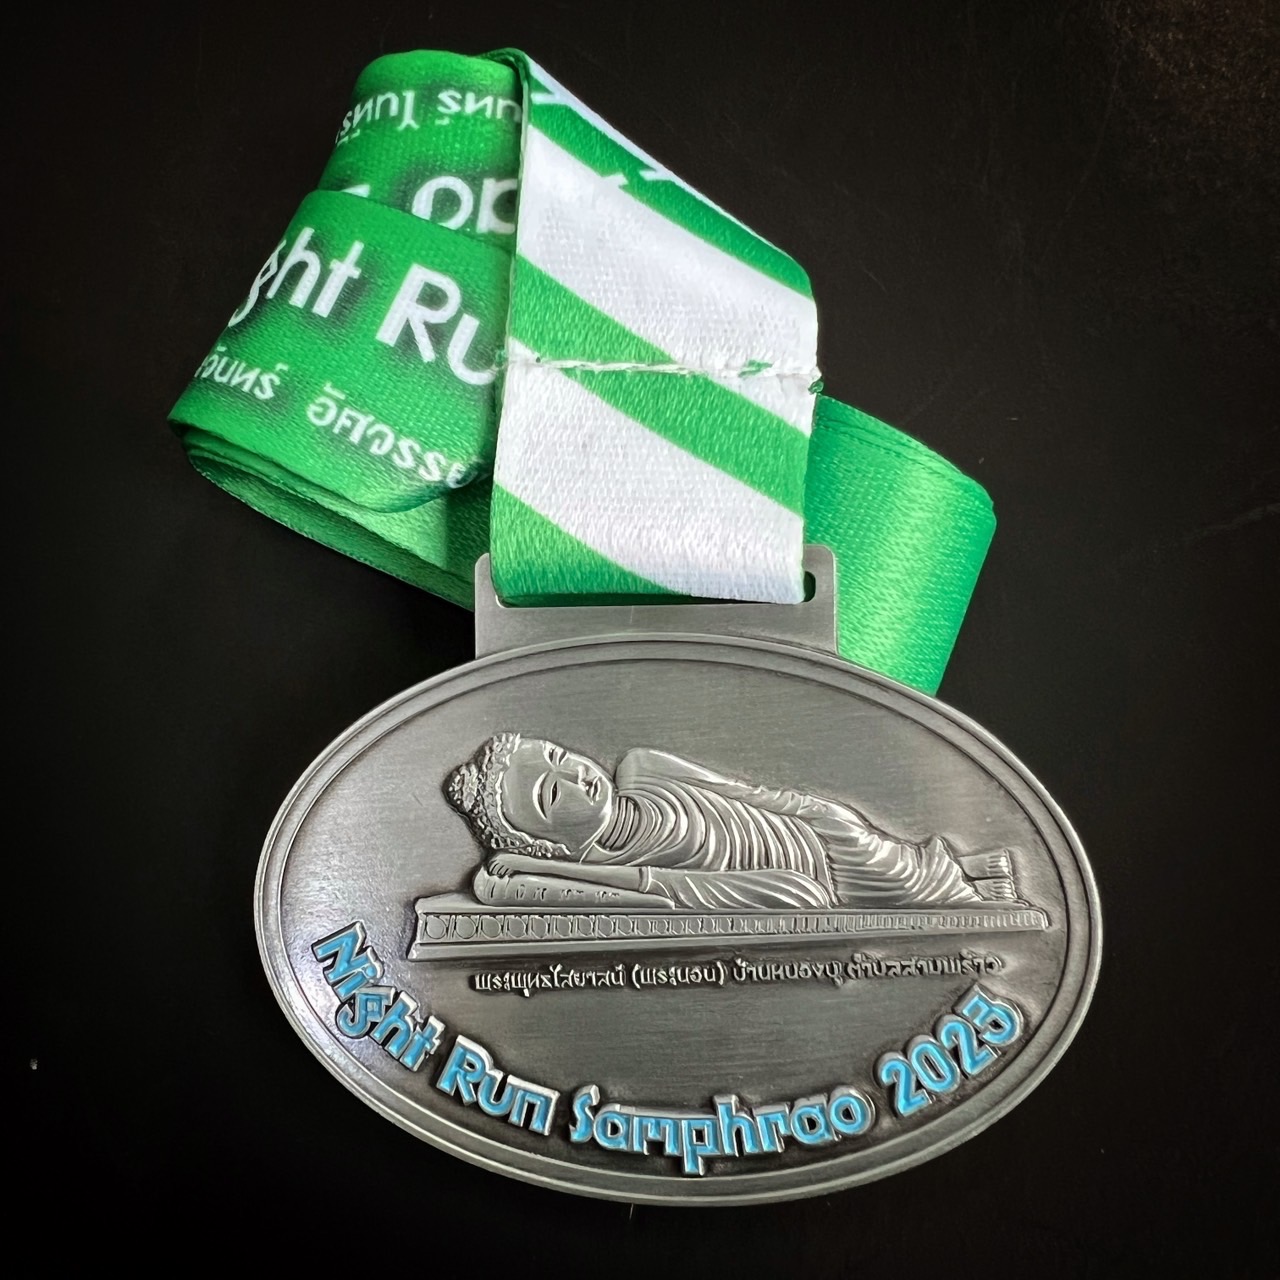 ght Ru
จันทร์ อัศจรรย
พระพุทธไสยาสน์ (พระนอน) บ้านหนองบุ ตำบลสามพร้าว
Night Run Samphrao 2023